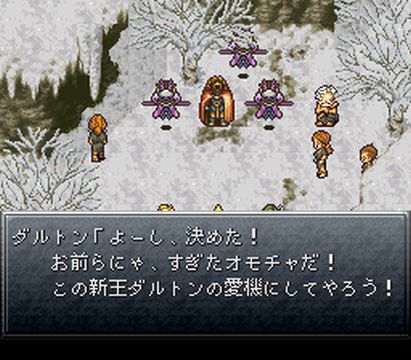 ダルトン「よーし、決めた！
お前らにゃ、すぎたオモチャだ！
この新王ダルトンの愛機にしてやろう！